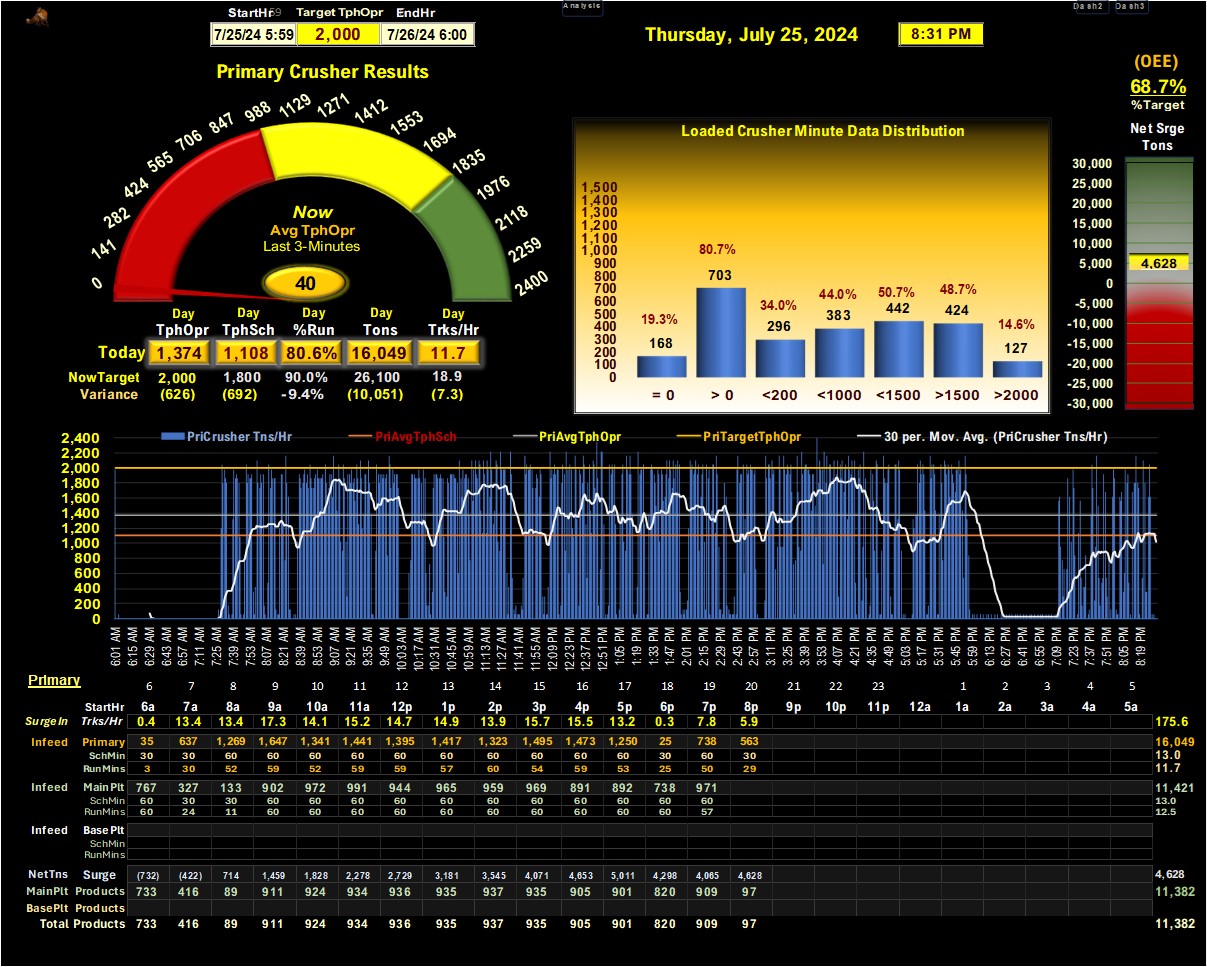 Analysis
Dash2 Dash3
StartHr59 Target TphOpr EndHr
7/25/24 5:59 2,000 7/26/24 6:00
Thursday, July 25, 2024 8:31 PM
(OEE)
68.7%
%Target
Net Srge
Tons
Primary Crusher Results
0 141 282 424 565 706 847 988 1129 1271 1412 1553 1694 1835 1976 2118 2259 2400
Now
Avg TphOpr
Last 3-Minutes
40
Day Day Day Day Day
TphOpr TphSch %Run Tons Trks/Hr
Today 1,374 1,108 80.6% 16,049 11.7
NowTarget 2,000 1,800 90.0% 26,100 18.9
Variance (626) (692) -9.4% (10,051) (7.3)
Loaded Crusher Minute Data Distribution
1,500
1,400
1,300
1,200
1,100
1,000
900
800
700
600
500
400
300
200
100
0
19.3% 80.7% 34.0% 44.0% 50.7% 48.7% 14.6%
168 703 296 383 442 424 127
= 0 > 0 <200 <1000 <1500 >1500 >2000
30,000
25,000
20,000
15,000
10,000
5,000
0
-5,000
-10,000
-15,000
-20,000
-25,000
-30,000
4,628
PriCrusher Tns/Hr PriAvgTphSch PriAvgTphOpr PriTargetTphOpr 30 per. Mov. Avg. (PriCrusher Tns/Hr)
2,400
2,200
2,000
1,800
1,600
1,400
1,200
1,000
800
600
400
200
0
6:01 AM 6:15 AM 6:29 AM 6:43 AM 6:57 AM 7:11 AM 7:25 AM 7:39 AM 7:53 AM 8:07 AM 8:21 AM 8:39 AM 8:53 AM 9:07 AM 9:21 AM 9:35 AM 9:49 AM 10:03 AM 10:17 AM 10:31 AM 10:45 AM 10:59 AM 11:13 AM 11:27 AM 11:41 AM 11:55 AM 12:09 PM 12:23 PM 12:37 PM 12:51 PM 1:05 PM 1:19 PM 1:33 PM 1:47 PM 2:01 PM 2:15 PM 2:29 PM 2:43 PM 2:57 PM 3:11 PM 3:25 PM 3:39 PM 3:53 PM 4:07 PM 4:21 PM 4:35 PM 4:49 PM 5:03 PM 5:17 PM 5:31 PM 5:45 PM 5:59 PM 6:13 PM 6:27 PM 6:41 PM 6:55 PM 7:09 PM 7:23 PM 7:37 PM 7:51 PM 8:05 PM 8:19 PM
Primary 6 7 8 9 10 11 12 13 14 15 16 17 18 19 20 21 22 23 1 2 3 4 5
StartHr 6a 7a 8a 9a 10a 11a 12p 1p 2p 3p 4p 5p 6p 7p 8p 9p 10p 11p 12a 1a 2a 3a 4a 5a
SurgeIn Trks/Hr 0.4 13.4 13.4 17.3 14.1 15.2 14.7 14.9 13.9 15.7 15.5 13.2 0.3 7.8 5.9 175.6
Infeed Primary 35 637 1,269 1,647 1,341 1,441 1,395 1,417 1,323 1,495 1,473 1,250 25 738 563 16,049
SchMin 30 30 60 60 60 60 60 60 60 60 60 60 30 60 30 13.0
RunMins 3 30 52 59 52 59 59 57 60 54 59 53 25 50 29 11.7
Infeed MainPlt 767 327 133 902 972 991 944 965 959 969 891 892 738 971 11,421
SchMin 60 30 30 60 60 60 60 60 60 60 60 60 60 60 13.0
RunMins 60 24 11 60 60 60 60 60 60 60 60 60 60 57 12.5
Infeed Base Plt
SchMin
RunMins
NetTns Surge (732) (422) 714 1,459 1,828 2,278 2,729 3,181 3,545 4,071 4,653 5,011 4,298 4,065 4,628 4,628
MainPlt Products 733 416 89 911 924 934 936 935 937 935 905 901 820 909 97 11,382
BasePlt Products
Total Products 733 416 89 911 924 934 936 935 937 935 905 901 820 909 97 11,382